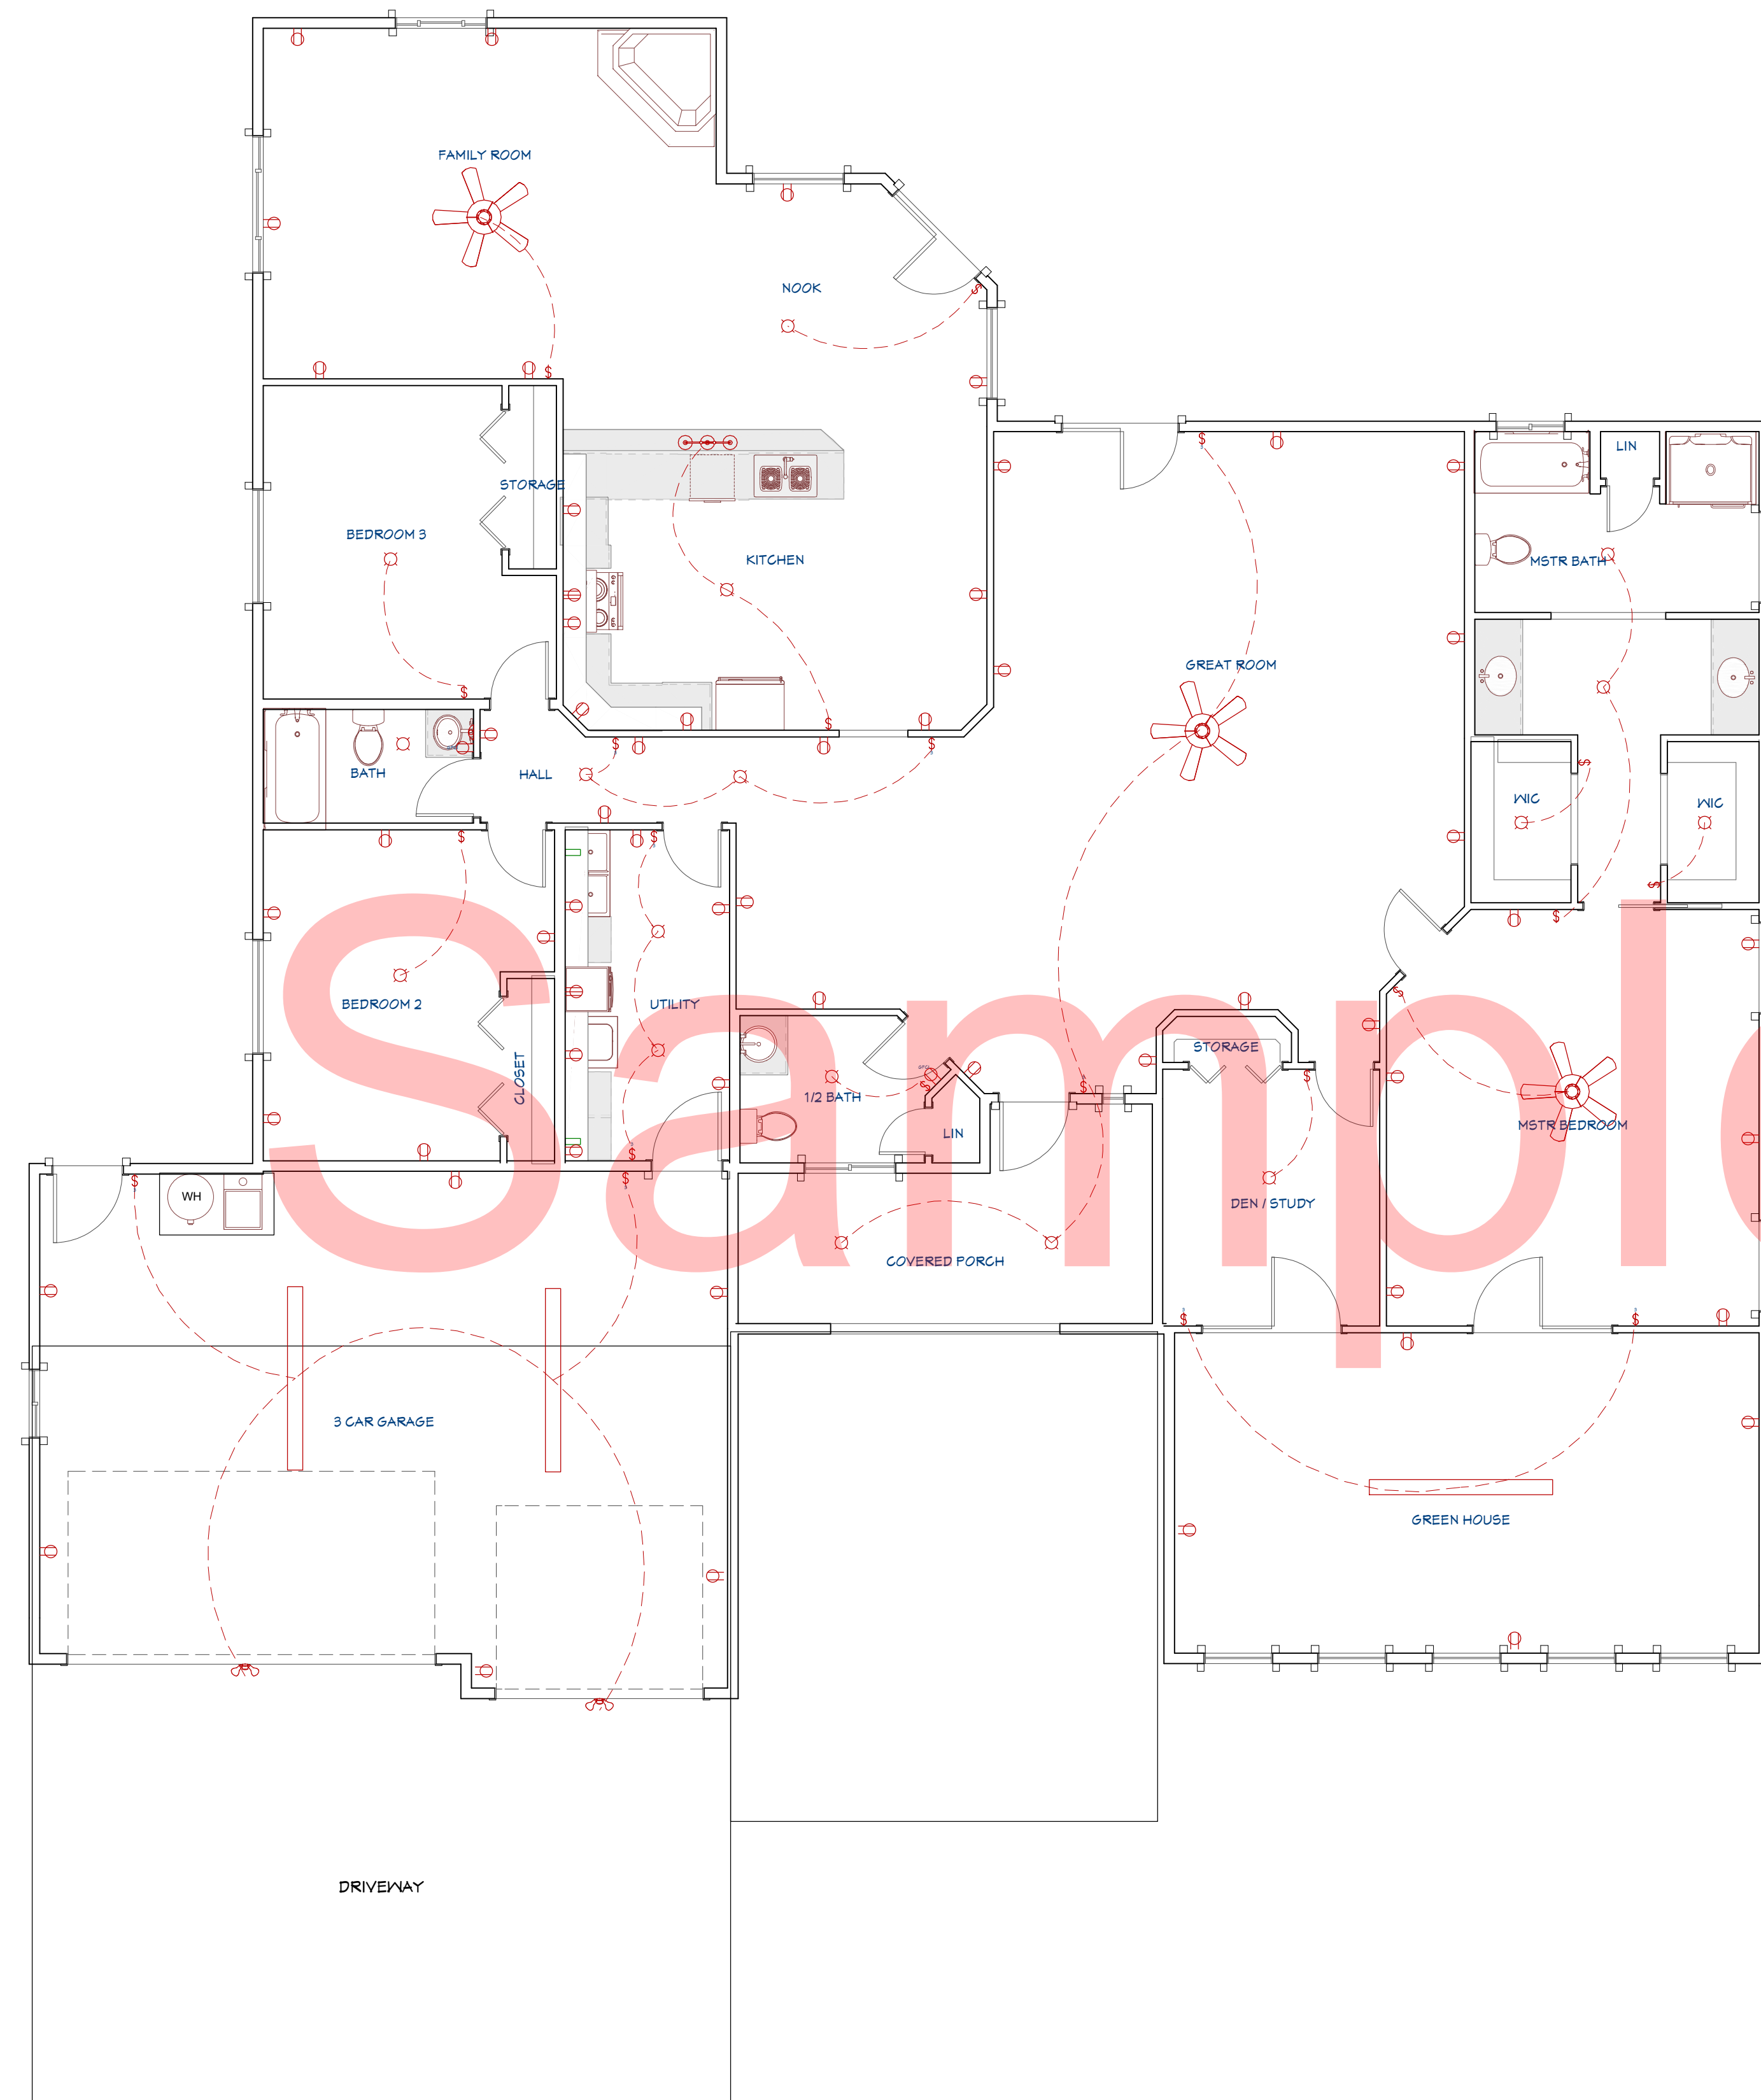 FAMILY ROOM
NOOK
LIN
STORAGE
BEDROOM 3
KITCHEN
MSTR BATH
GREAT ROOM
BATH
HALL
WIC
WIC
BEDROOM 2
UTILITY
CLOSET
STORAGE
1/2 BATH
LIN
MSTR BEDROOM
WH
DEN / STUDY
COVERED PORCH
Sample
3 CAR GARAGE
GREEN HOUSE
DRIVEWAY